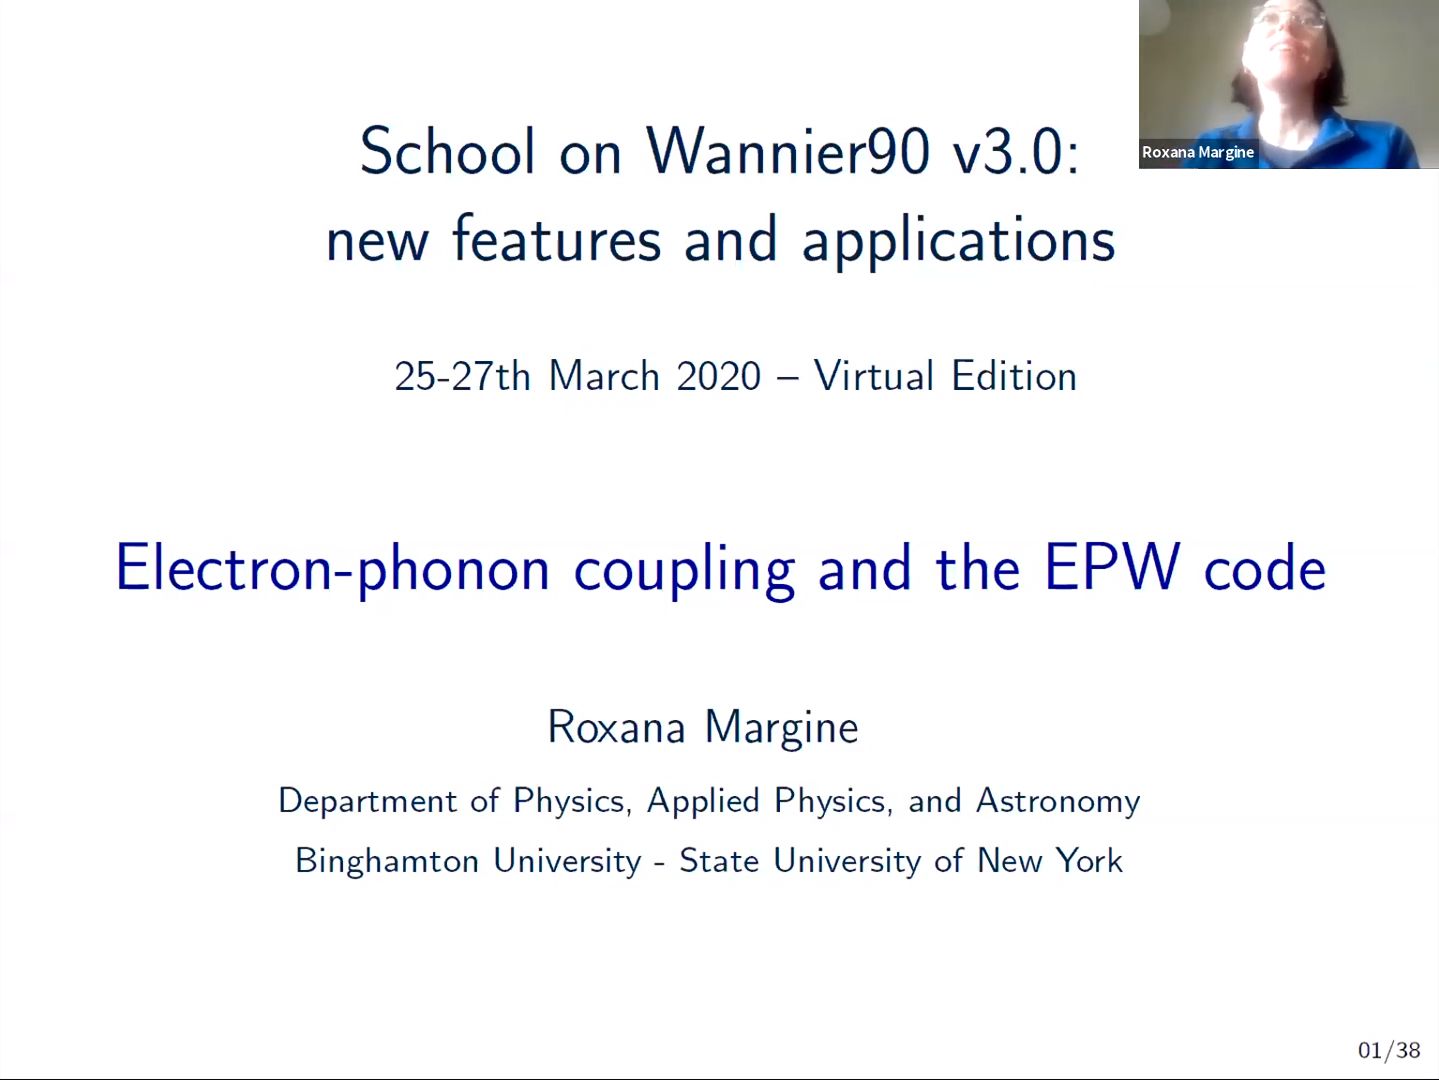 School on Wannier90 v3.0:
new features and applications
Roxana Margine
25-27th March 2020 – Virtual Edition
Electron-phonon coupling and the EPW code
Roxana Margine
Department of Physics, Applied Physics, and Astronomy
Binghamton University - State University of New York
01/38